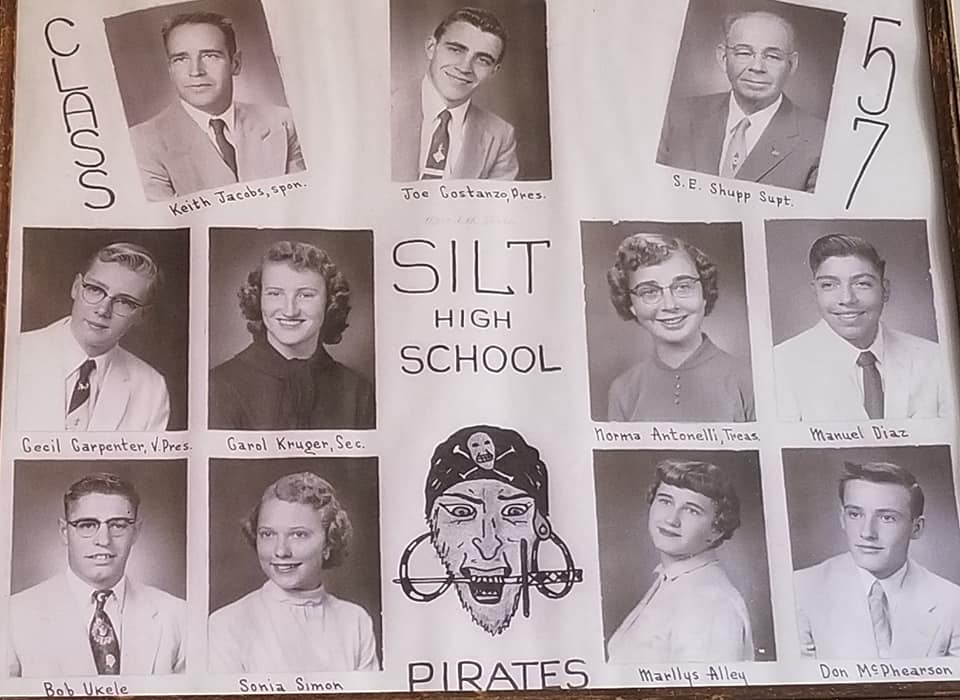 CLASS
57
Keith Jacobs, spon.
Joe Costanzo, Pres.
S.E. Shupp Supt.
SILT
HIGH
SCHOOL
Cecil Carpenter, V.Pres.
Carol Kruger, Sec.
Norma Antonelli, Treas.
Manuel Diaz
Bob Ukele
Sonia Simon
PIRATES
Marllys Alley
Don McPhearson